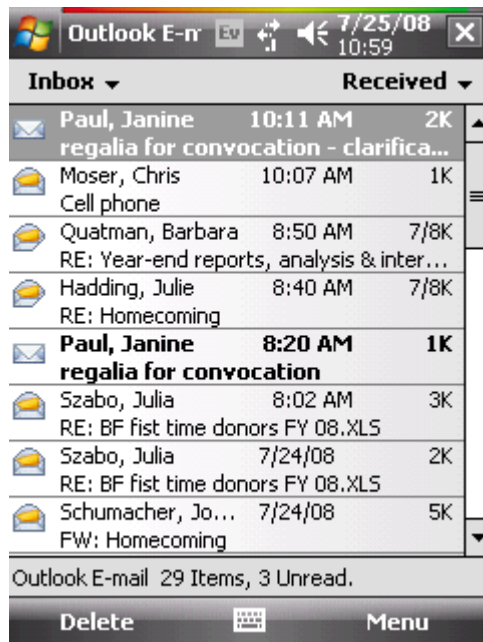 Outlook E-n Ev 7/25/08
10:59
Inbox Received
Paul, Janine 10:11 AM 2K
regalia for convocation - clarifica...
Moser, Chris 10:07 AM 1K
Cell phone
Quatman, Barbara 8:50 AM 7/8K
RE: Year-end reports, analysis & inter...
Hadding, Julie 8:40 AM 7/8K
RE: Homecoming
Paul, Janine 8:20 AM 1K
regalia for convocation
Szabo, Julia 8:02 AM 3K
RE: BF fist time donors FY 08.XLS
Szabo, Julia 7/24/08 2K
RE: BF fist time donors FY 08.XLS
Schumacher, Jo... 7/24/08 5K
FW: Homecoming
Outlook E-mail 29 Items, 3 Unread.
Delete Menu